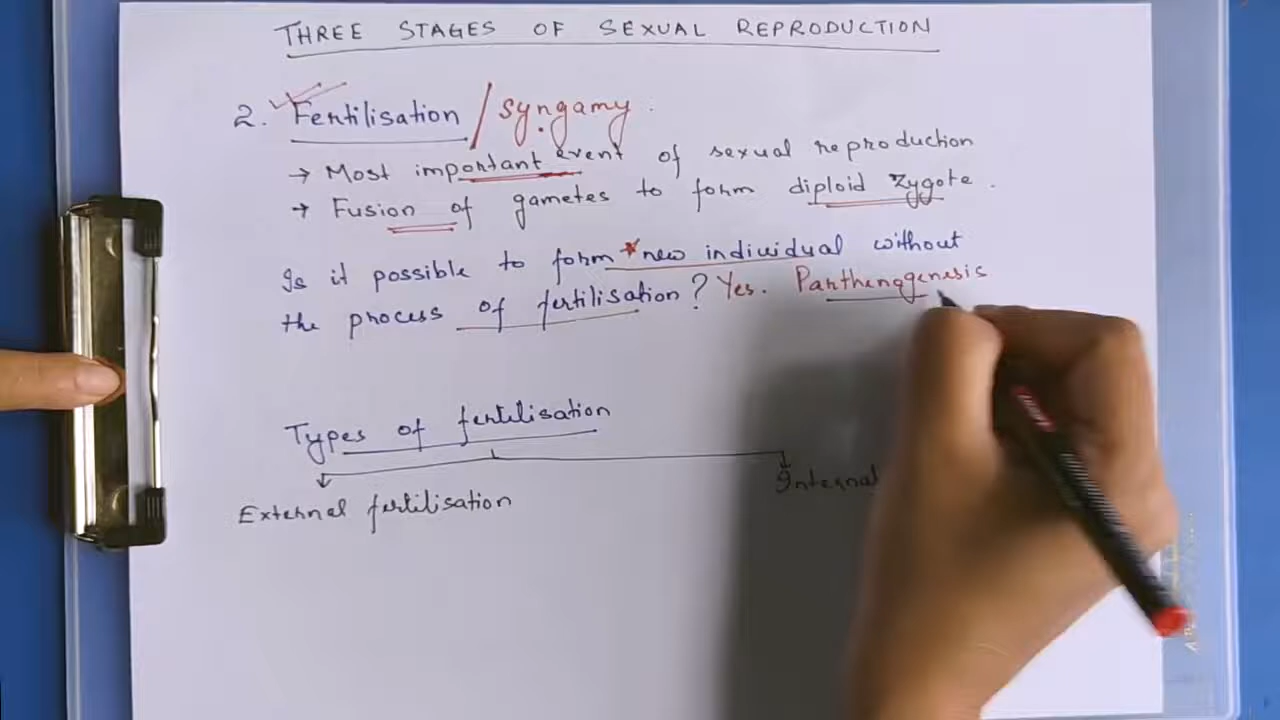 THREE STAGES OF SEXUAL REPRODUCTION
2. Fertilisation / Syngamy.
→ Most important event of sexual reproduction
→ Fusion of gametes to form diploid zygote.
Is it possible to form * new individual without
the process of fertilisation? Yes. Parthenogenesis
Types of fertilisation
External fertilisation
Internal